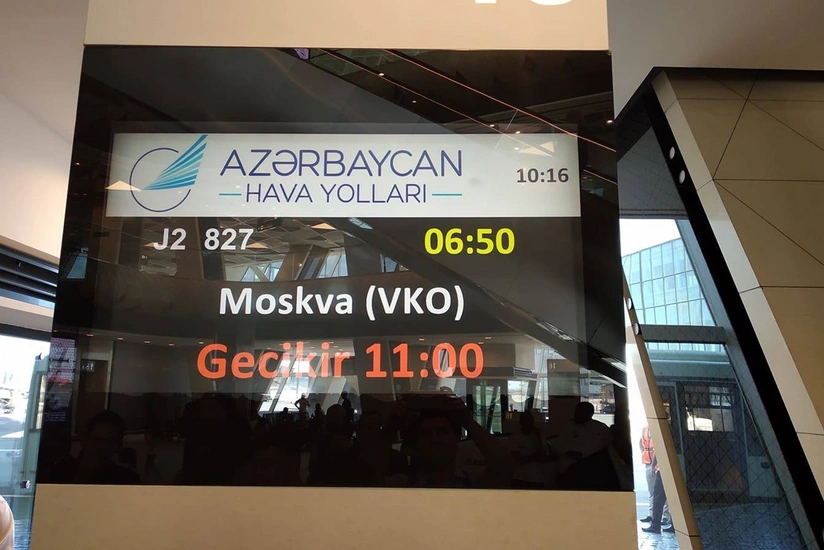 AZƏRBAYCAN
HAVA YOLLARI
10:16
J2 827 06:50
Moskva (VKO)
Gecikir 11:00